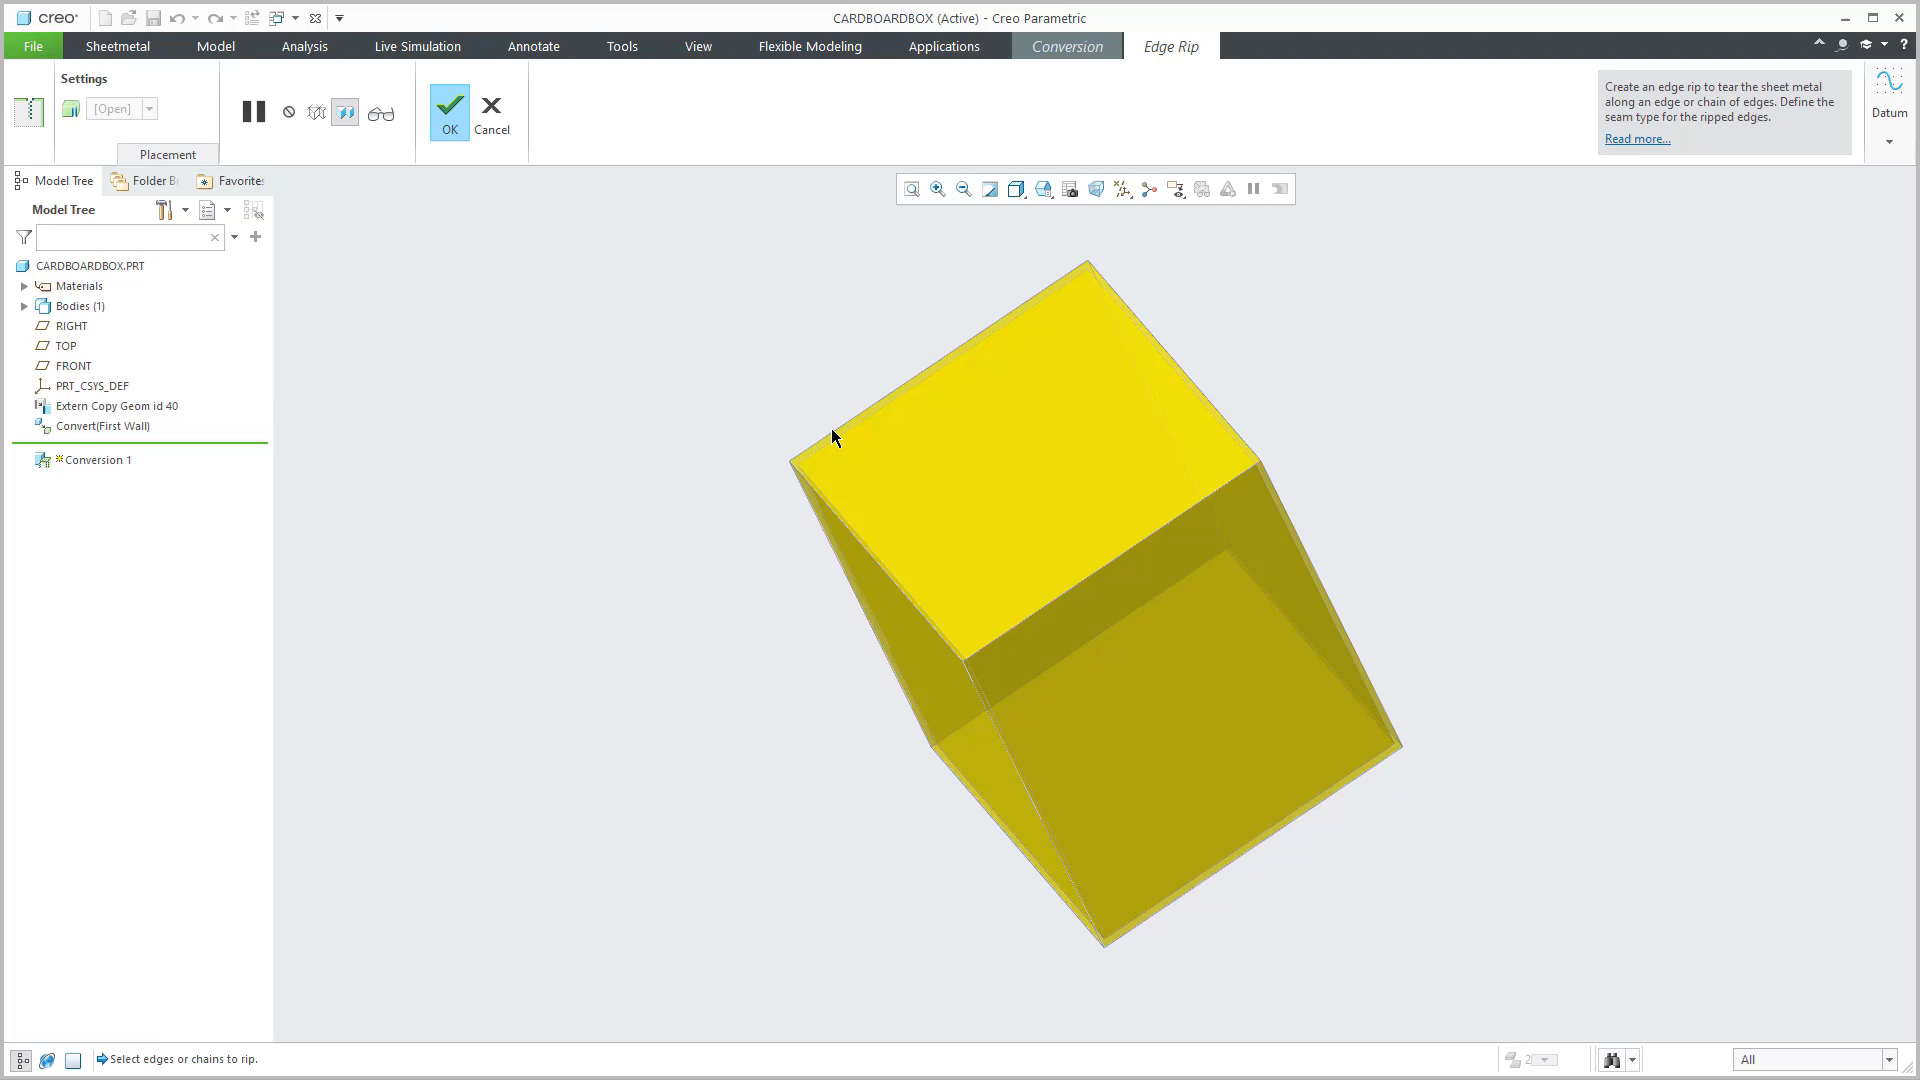 creo
CARDBOARDBOX (Active) - Creo Parametric
File
Sheetmetal
Model
Analysis
Live Simulation
Annotate
Tools
View
Flexible Modeling
Applications
Conversion
Edge Rip
?
Settings
[Open]
Placement
OK
Cancel
Create an edge rip to tear the sheet metal
along an edge or chain of edges. Define the
seam type for the ripped edges.
Read more...
Datum
Model Tree
Folder B
Favorites
Model Tree
CARDBOARDBOX.PRT
Materials
Bodies (1)
RIGHT
TOP
FRONT
PRT_CSYS_DEF
Extern Copy Geom id 40
Convert(First Wall)
Conversion 1
Select edges or chains to rip.
2
All